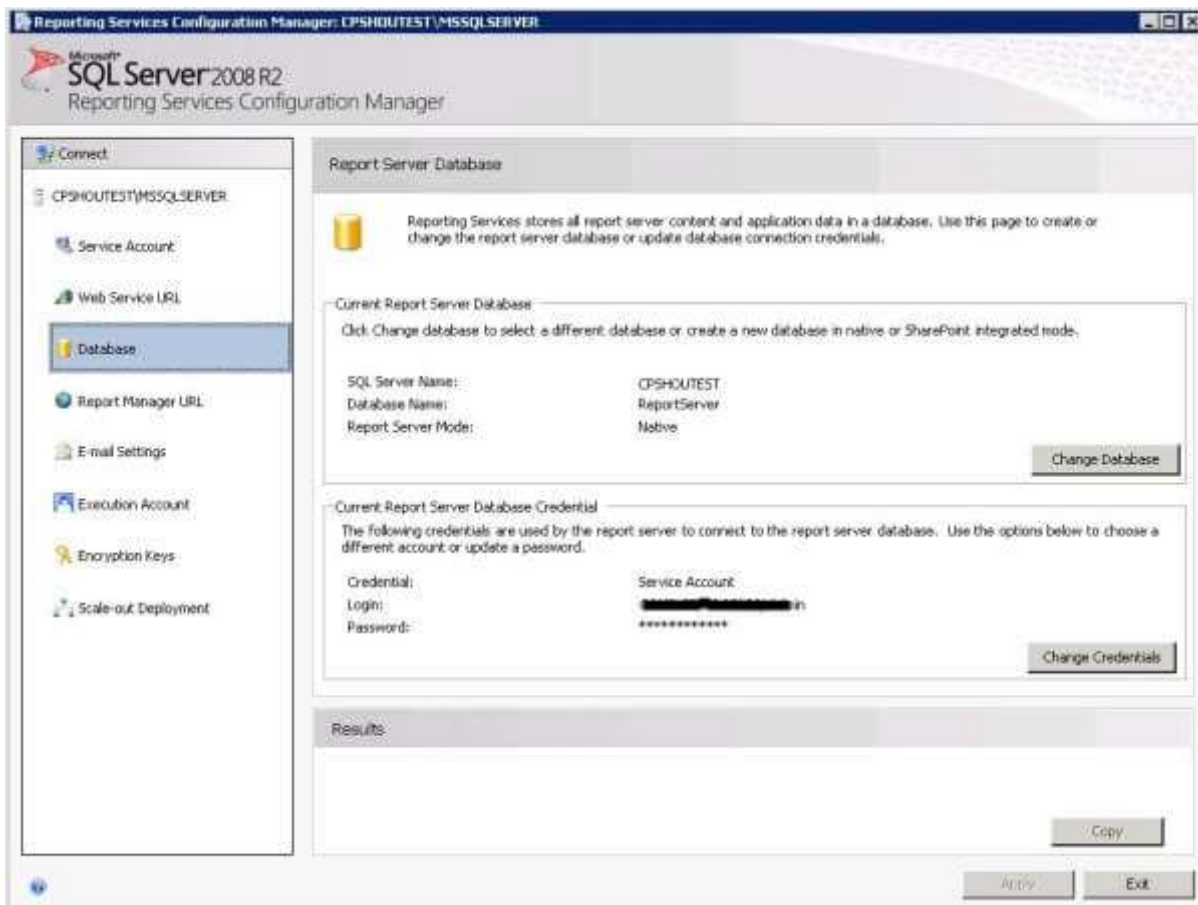 Reporting Services Configuration Manager: CPSHOUTEST\MSSQLSERVER
Microsoft
SQL Server 2008 R2
Reporting Services Configuration Manager
Connect
CPSHOUTEST\MSSQLSERVER
Service Account
Web Service URL
Database
Report Manager URL
E-mail Settings
Execution Account
Encryption Keys
Scale-out Deployment
Report Server Database
Reporting Services stores all report server content and application data in a database. Use this page to create or
change the report server database or update database connection credentials.
Current Report Server Database
Click Change database to select a different database or create a new database in native or SharePoint integrated mode.
SQL Server Name: CPSHOUTEST
Database Name: ReportServer
Report Server Mode: Native
Change Database
Current Report Server Database Credential
The following credentials are used by the report server to connect to the report server database. Use the options below to choose a
different account or update a password.
Credential: Service Account
Login: in
Password: ************
Change Credentials
Results
Copy
Apply Exit